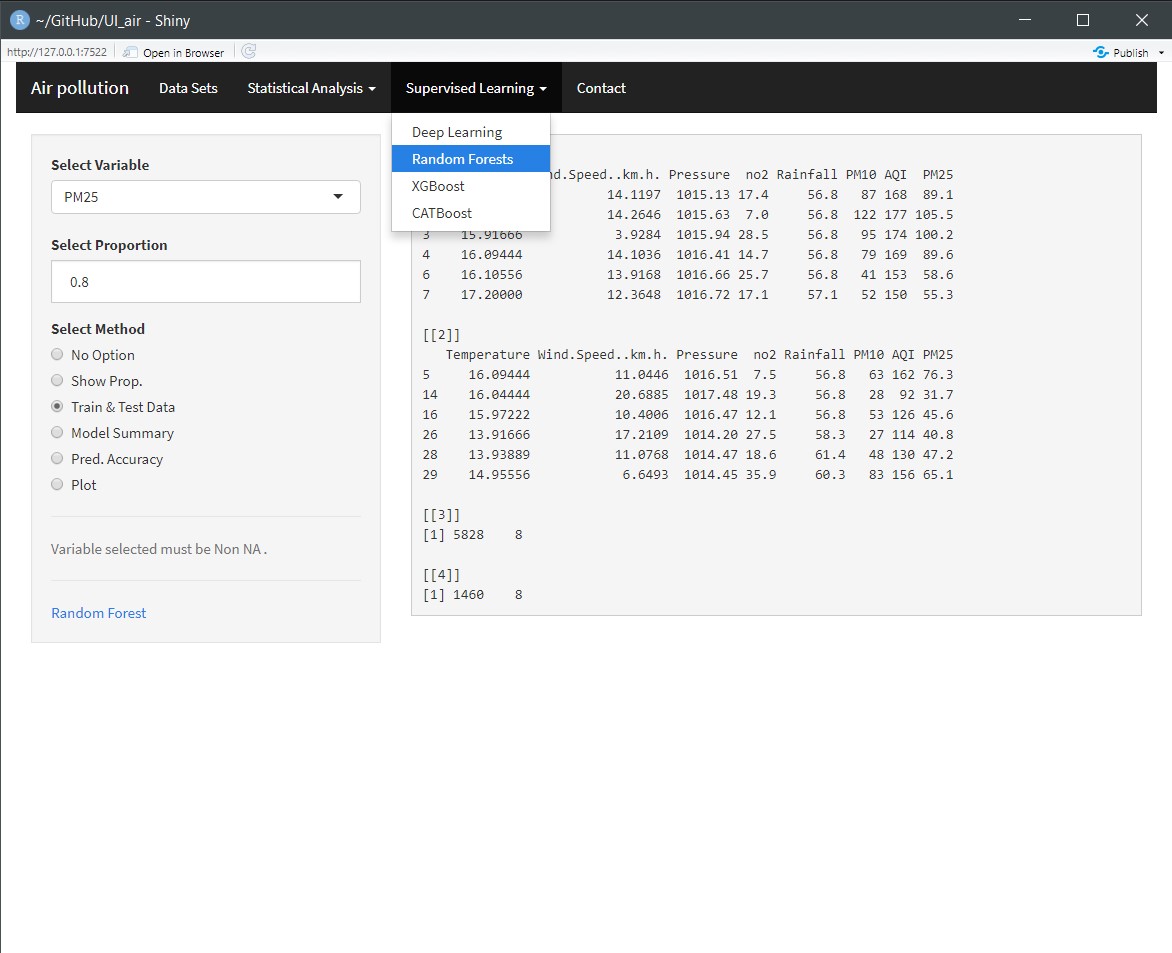 R ~/GitHub/UI_air - Shiny
http://127.0.0.1:7522 Open in Browser Publish
Air pollution Data Sets Statistical Analysis Supervised Learning Contact
Deep Learning
Random Forests
XGBoost
CATBoost
Select Variable
PM25
Select Proportion
0.8
Select Method
No Option
Show Prop.
Train & Test Data
Model Summary
Pred. Accuracy
Plot
Variable selected must be Non NA .
Random Forest
nd.Speed..km.h. Pressure no2 Rainfall PM10 AQI PM25
14.1197 1015.13 17.4 56.8 87 168 89.1
14.2646 1015.63 7.0 56.8 122 177 105.5
3 15.91666 3.9284 1015.94 28.5 56.8 95 174 100.2
4 16.09444 14.1036 1016.41 14.7 56.8 79 169 89.6
6 16.10556 13.9168 1016.66 25.7 56.8 41 153 58.6
7 17.20000 12.3648 1016.72 17.1 57.1 52 150 55.3
[[2]]
Temperature Wind.Speed..km.h. Pressure no2 Rainfall PM10 AQI PM25
5 16.09444 11.0446 1016.51 7.5 56.8 63 162 76.3
14 16.04444 20.6885 1017.48 19.3 56.8 28 92 31.7
16 15.97222 10.4006 1016.47 12.1 56.8 53 126 45.6
26 13.91666 17.2109 1014.20 27.5 58.3 27 114 40.8
28 13.93889 11.0768 1014.47 18.6 61.4 48 130 47.2
29 14.95556 6.6493 1014.45 35.9 60.3 83 156 65.1
[[3]]
[1] 5828 8
[[4]]
[1] 1460 8